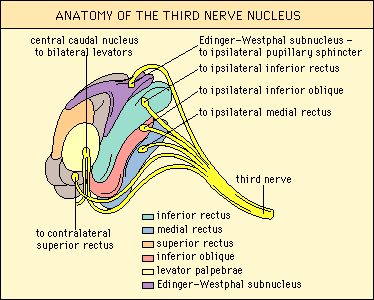 ANATOMY OF THE THIRD NERVE NUCLEUS
central caudal nucleus
to bilateral levators
Edinger-Westphal subnucleus –
to ipsilateral pupillary sphincter
to ipsilateral inferior rectus
to ipsilateral inferior oblique
to ipsilateral medial rectus
third nerve
to contralateral
superior rectus
inferior rectus
medial rectus
superior rectus
inferior oblique
levator palpebrae
Edinger-Westphal subnucleus